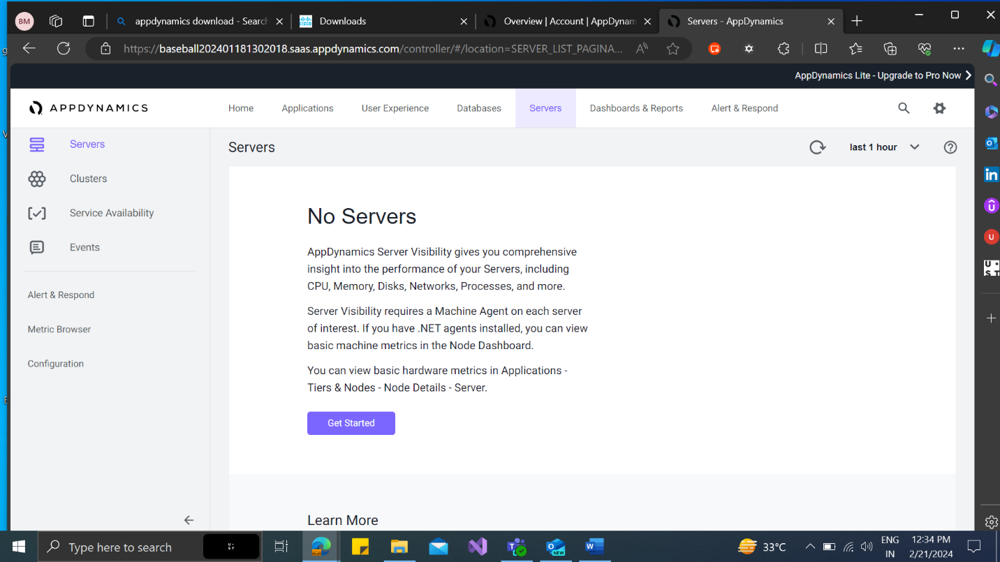 BM
appdynamics download - Search
Downloads
Overview | Account | AppDynam
Servers - AppDynamics
https://baseball202401181302018.saas.appdynamics.com/controller/#/location=SERVER_LIST_PAGINA...
AppDynamics Lite - Upgrade to Pro Now
APPDYNAMICS
Home
Applications
User Experience
Databases
Servers
Dashboards & Reports
Alert & Respond
Servers
Clusters
Service Availability
Events
Alert & Respond
Metric Browser
Configuration
Servers
last 1 hour
No Servers
AppDynamics Server Visibility gives you comprehensive
insight into the performance of your Servers, including
CPU, Memory, Disks, Networks, Processes, and more.
Server Visibility requires a Machine Agent on each server
of interest. If you have .NET agents installed, you can view
basic machine metrics in the Node Dashboard.
You can view basic hardware metrics in Applications -
Tiers & Nodes - Node Details - Server.
Get Started
Learn More
Type here to search
33°C
ENG
IN
12:34 PM
2/21/2024